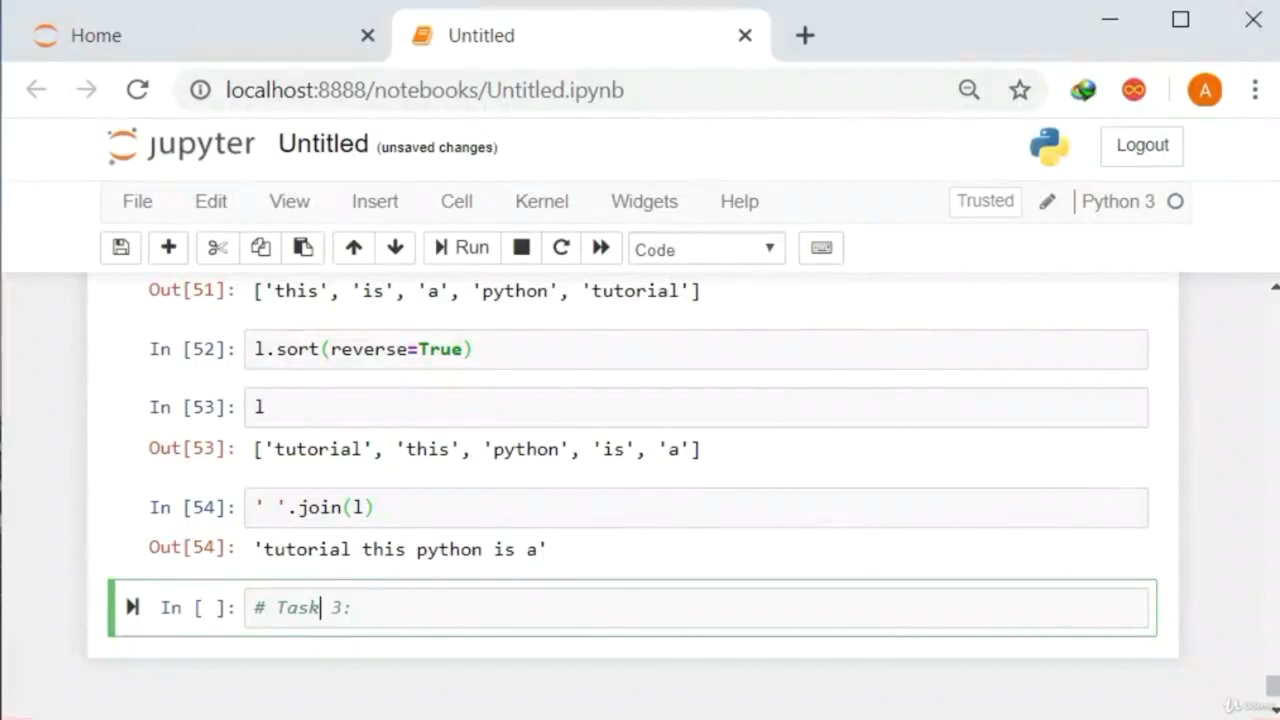 Home
Untitled
localhost:8888/notebooks/Untitled.ipynb
A
jupyter Untitled (unsaved changes)
Logout
File Edit View Insert Cell Kernel Widgets Help
Trusted Python 3
Run Code
Out[51]: ['this', 'is', 'a', 'python', 'tutorial']
In [52]: l.sort(reverse=True)
In [53]: l
Out[53]: ['tutorial', 'this', 'python', 'is', 'a']
In [54]: ' '.join(l)
Out[54]: 'tutorial this python is a'
In [ ]: # Task 3:
Udemy